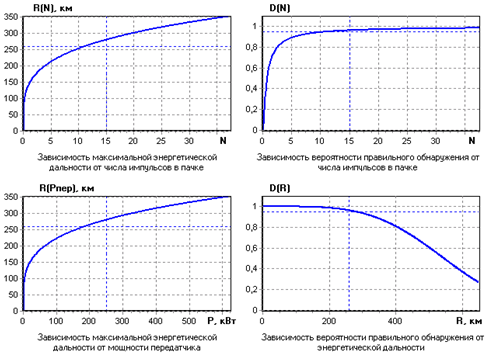 R(N), км
350
300
250
200
150
100
50
0
0 5 10 15 20 25 30 N
Зависимость максимальной энергетической
дальности от числа импульсов в пачке
D(N)
1
0,8
0,6
0,4
0,2
0
0 5 10 15 20 25 30 N
Зависимость вероятности правильного обнаружения от
числа импульсов в пачке
R(Pпер), км
350
300
250
200
150
100
50
0
0 100 200 300 400 500 P, кВт
Зависимость максимальной энергетической
дальности от мощности передатчика
D(R)
1
0,8
0,6
0,4
0,2
0
0 200 400 R, км
Зависимость вероятности правильного обнаружения от
энергетической дальности